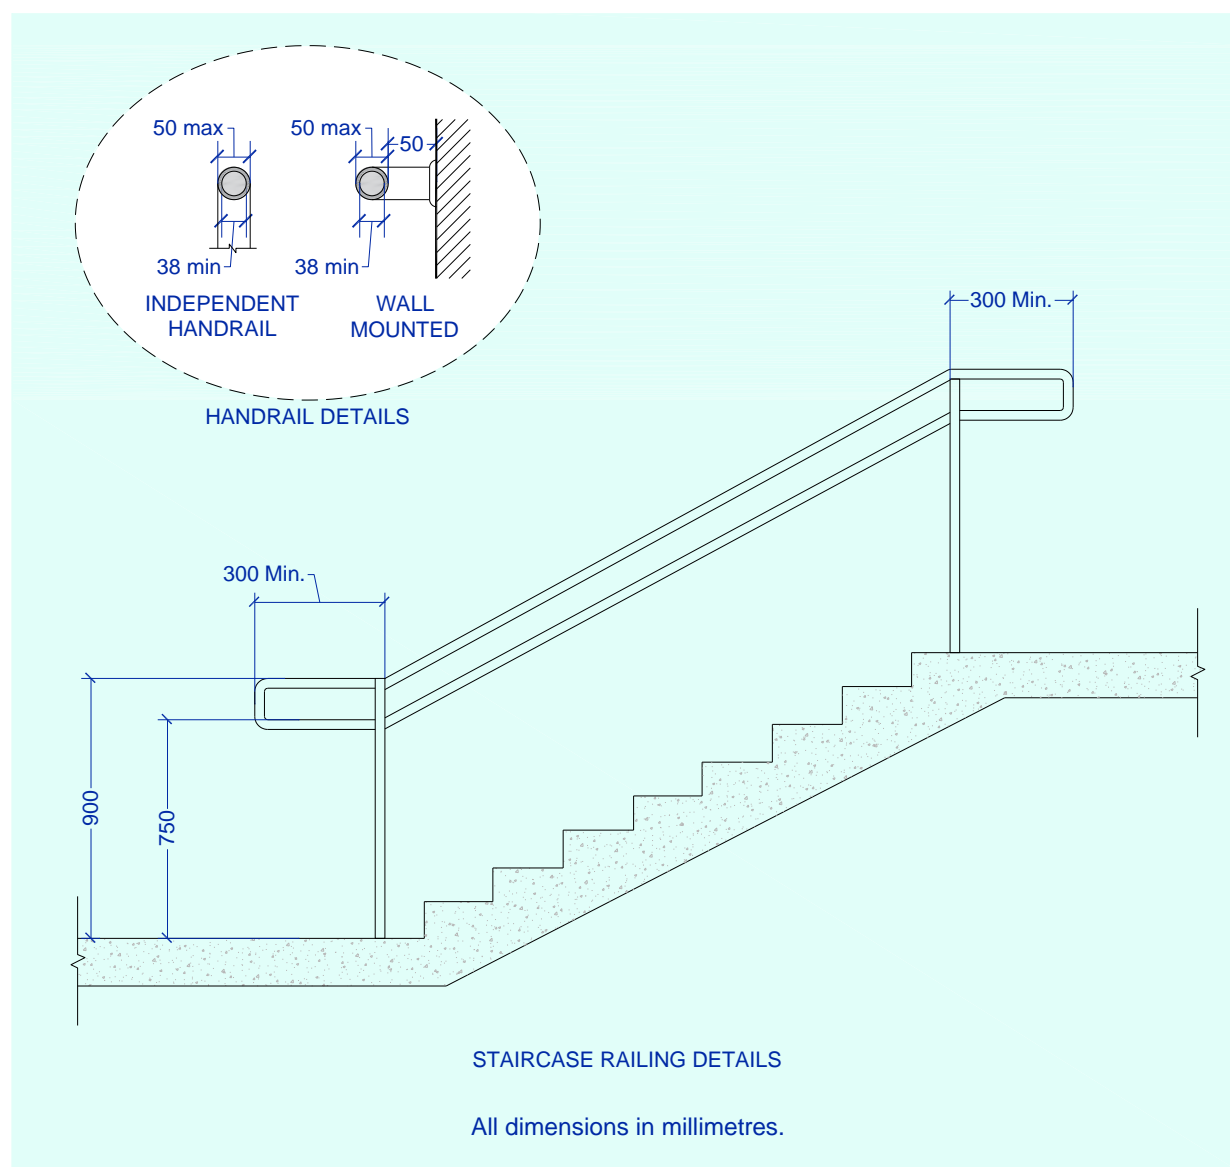 50 max
50 max
50
38 min
38 min
INDEPENDENT
HANDRAIL
WALL
MOUNTED
HANDRAIL DETAILS
300 Min.
300 Min.
900
750
STAIRCASE RAILING DETAILS
All dimensions in millimetres.